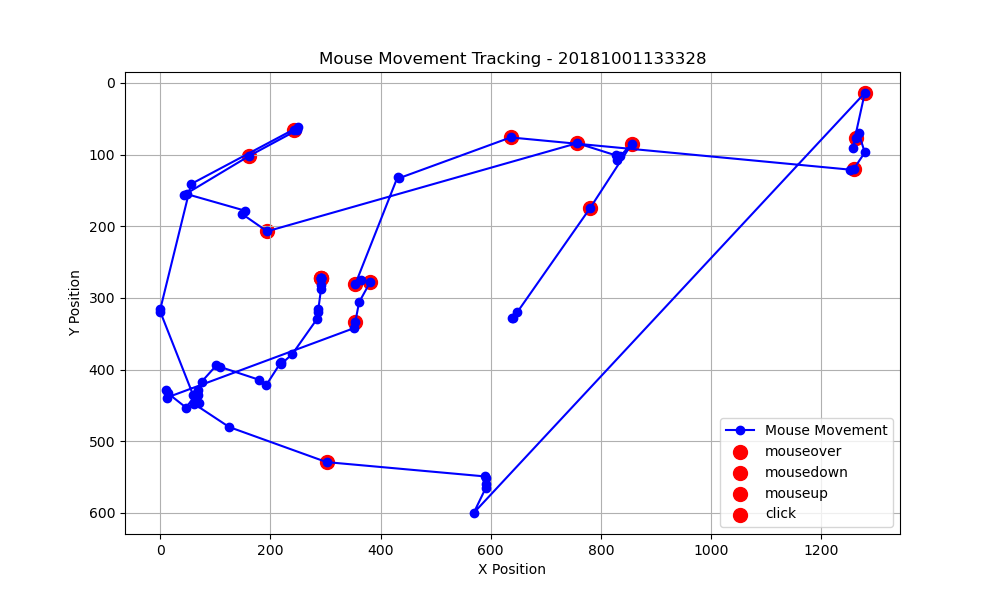 Mouse Movement Tracking - 20181001133328
0
100
200
300
400
500
600
Y Position
0 200 400 600 800 1000 1200
X Position
Mouse Movement
mouseover
mousedown
mouseup
click